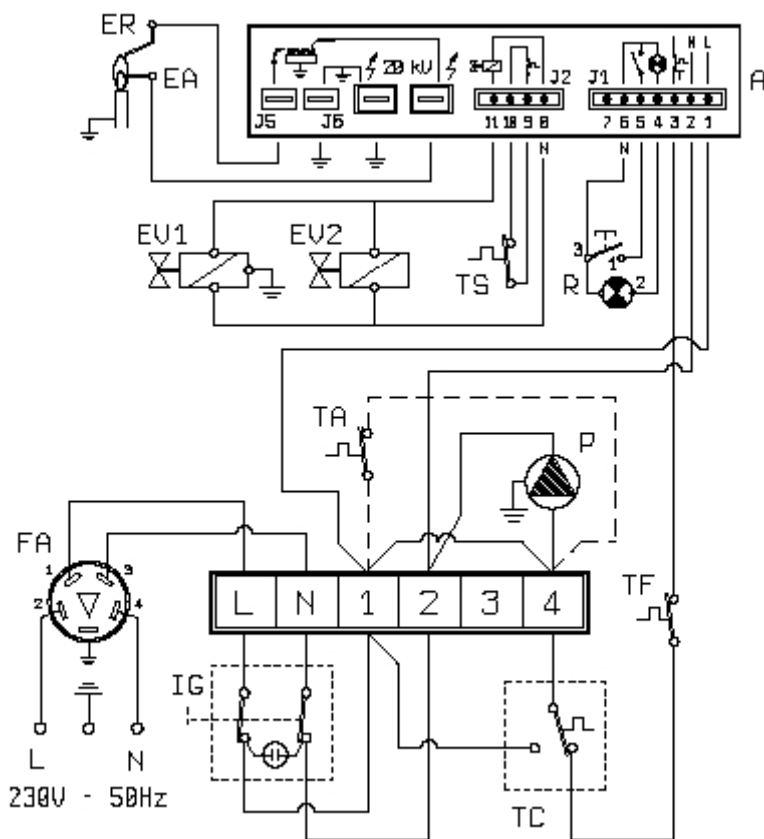 ER
EA
20 kV
J2
J1
A
N L
J5
J6
11 10 9 8
7 6 5 4 3 2 1
N
N
EV1
EV2
TS
3
1
R
2
TA
P
FA
1
3
2
4
L N 1 2 3 4
TF
IG
L
N
230V - 50Hz
TC